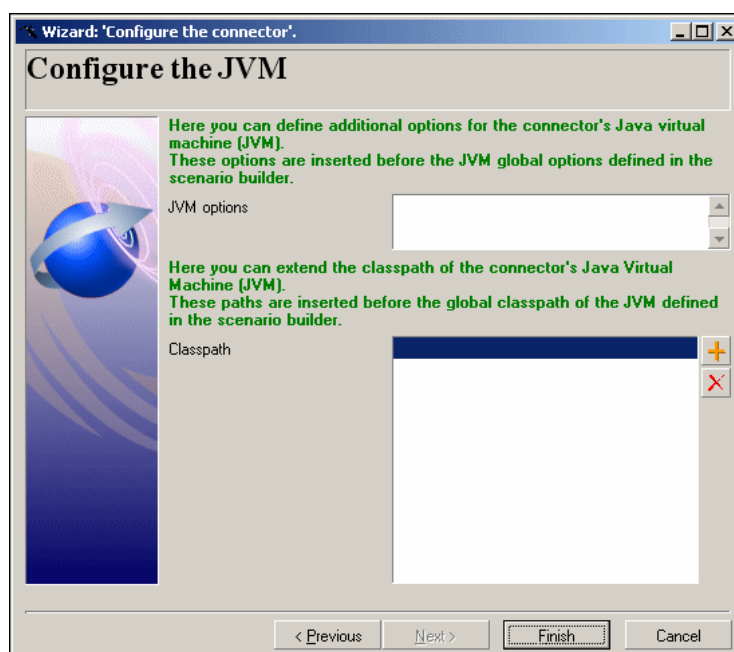 Wizard: 'Configure the connector'.
Configure the JVM
Here you can define additional options for the connector's Java virtual
machine (JVM).
These options are inserted before the JVM global options defined in the
scenario builder.
JVM options
Here you can extend the classpath of the connector's Java Virtual
Machine (JVM).
These paths are inserted before the global classpath of the JVM defined
in the scenario builder.
Classpath
< Previous Next > Finish Cancel